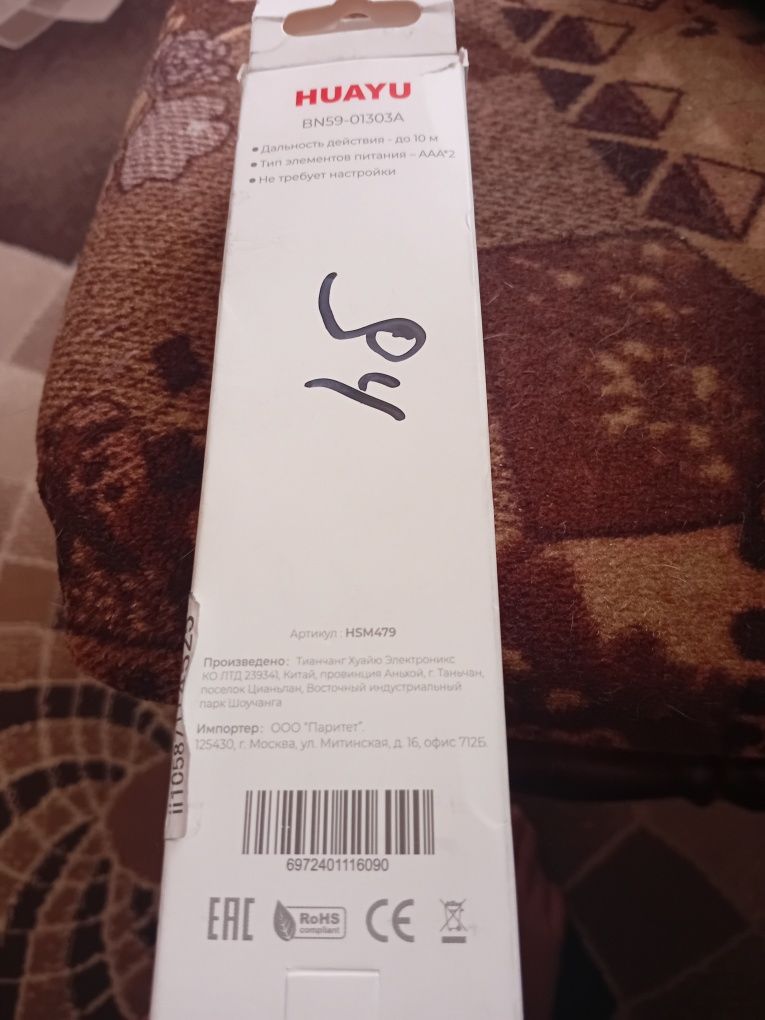 HUAYU
BN59-01303A
• Дальность действия - до 10 м
• Тип элементов питания – ААА*2
• Не требует настройки
Артикул : HSM479
Произведено: Тианчанг Хуайю Электроникс
КО ЛТД 239341, Китай, провинция Аньхой, г. Таньчан,
поселок Цианьлан, Восточный индустриальный
парк Шоучанга
Импортер: ООО "Паритет".
125430, г. Москва, ул. Митинская, д. 16, офис 712Б
6972401116090
EAC
RoHS
compliant
CE